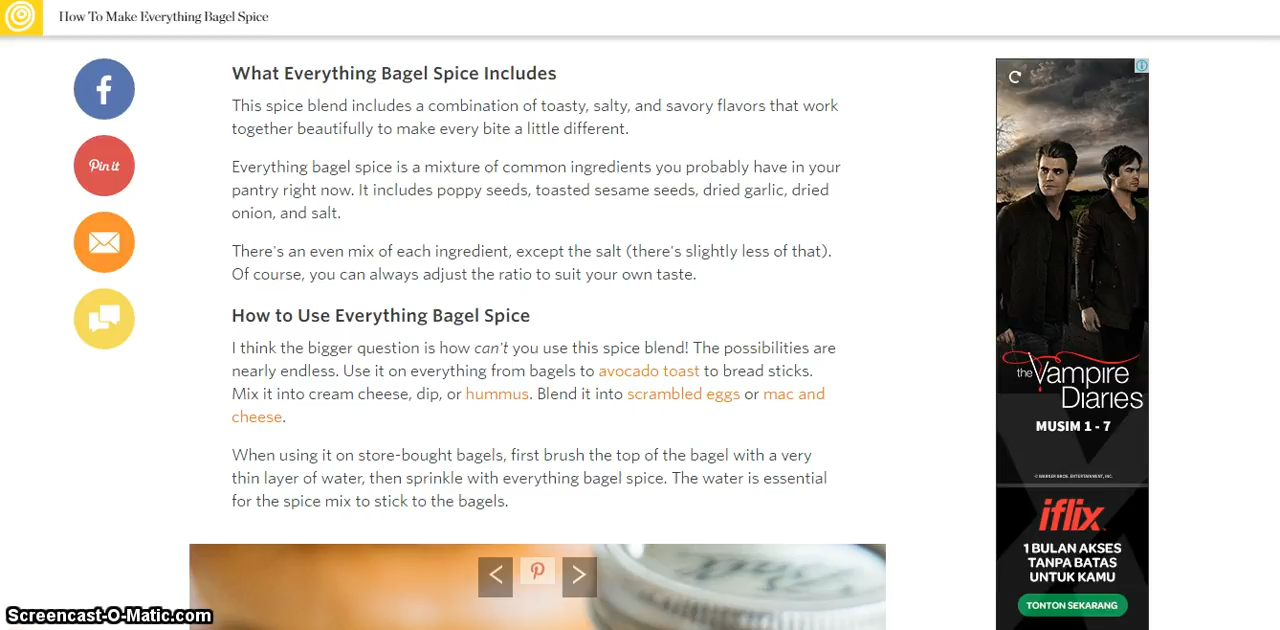 How To Make Everything Bagel Spice
What Everything Bagel Spice Includes
This spice blend includes a combination of toasty, salty, and savory flavors that work
together beautifully to make every bite a little different.
Everything bagel spice is a mixture of common ingredients you probably have in your
pantry right now. It includes poppy seeds, toasted sesame seeds, dried garlic, dried
onion, and salt.
There's an even mix of each ingredient, except the salt (there's slightly less of that).
Of course, you can always adjust the ratio to suit your own taste.
How to Use Everything Bagel Spice
I think the bigger question is how can't you use this spice blend! The possibilities are
nearly endless. Use it on everything from bagels to avocado toast to bread sticks.
Mix it into cream cheese, dip, or hummus. Blend it into scrambled eggs or mac and
cheese.
When using it on store-bought bagels, first brush the top of the bagel with a very
thin layer of water, then sprinkle with everything bagel spice. The water is essential
for the spice mix to stick to the bagels.
Pin it
the Vampire
Diaries
MUSIM 1 - 7
© WARNER BROS. ENTERTAINMENT, INC.
iflix
1 BULAN AKSES
TANPA BATAS
UNTUK KAMU
TONTON SEKARANG
Screencast-O-Matic.com